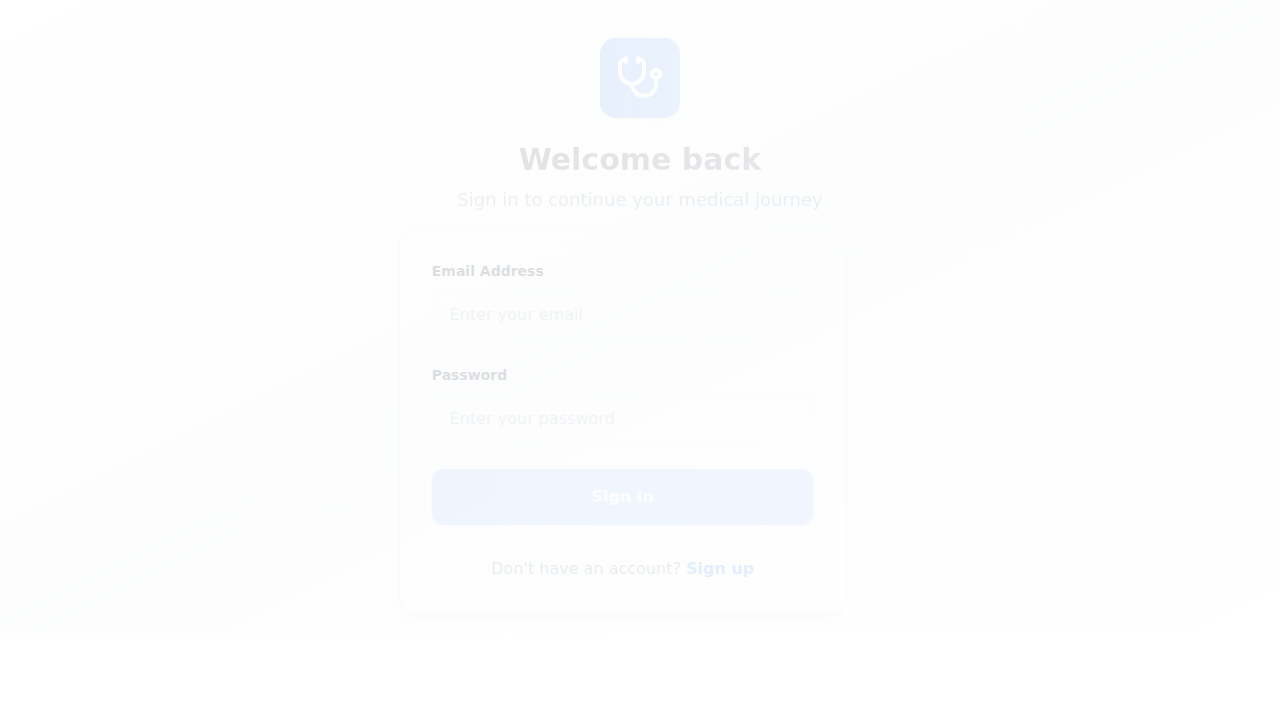 Welcome back
Sign in to continue your medical journey
Email Address
Enter your email
Password
Enter your password
Sign in
Don't have an account? Sign up